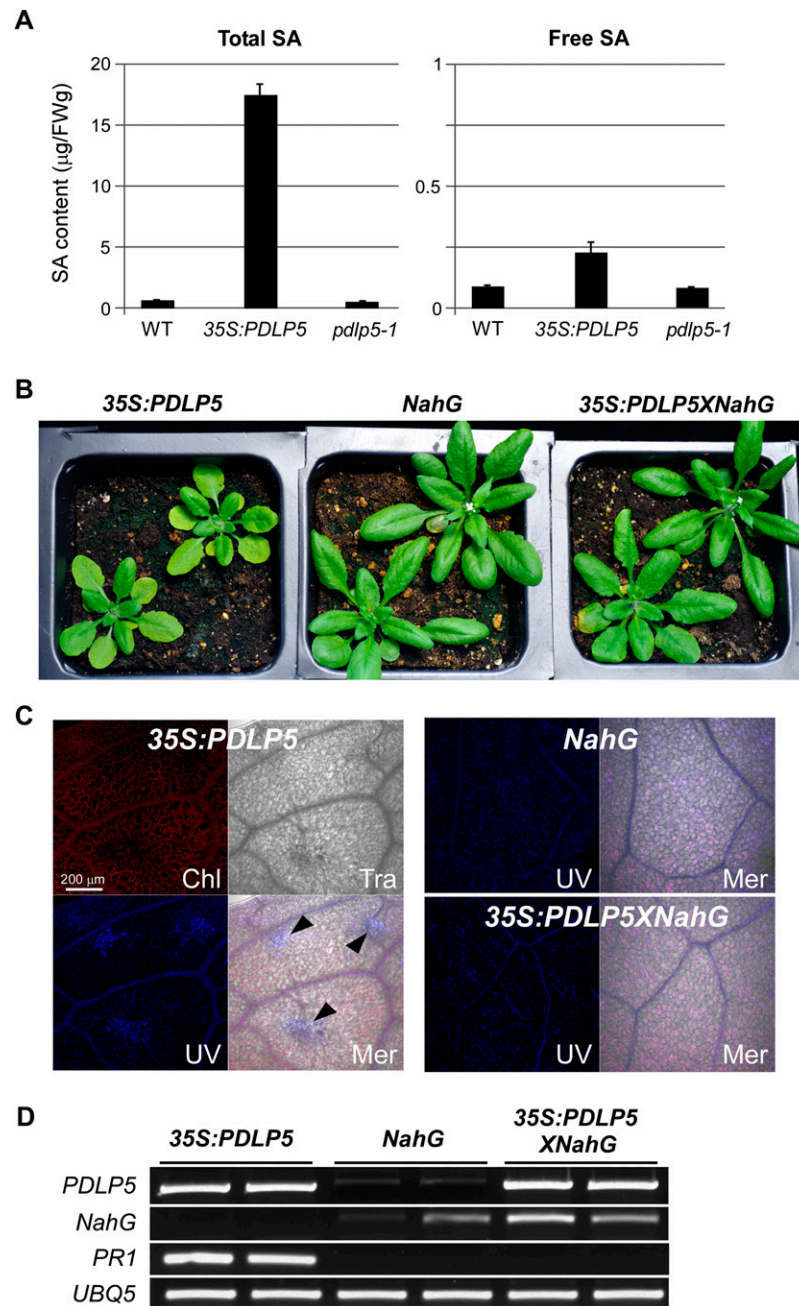 A
Total SA
Free SA
SA content (µg/FWg)
20
15
10
5
0
1
0.5
0
WT
35S:PDLP5
pdlp5-1
WT
35S:PDLP5
pdlp5-1
B
35S:PDLP5
NahG
35S:PDLP5XNahG
C
35S:PDLP5
NahG
200 µm
Chl
Tra
UV
Mer
35S:PDLP5XNahG
UV
Mer
UV
Mer
D
35S:PDLP5
NahG
35S:PDLP5
XNahG
PDLP5
NahG
PR1
UBQ5